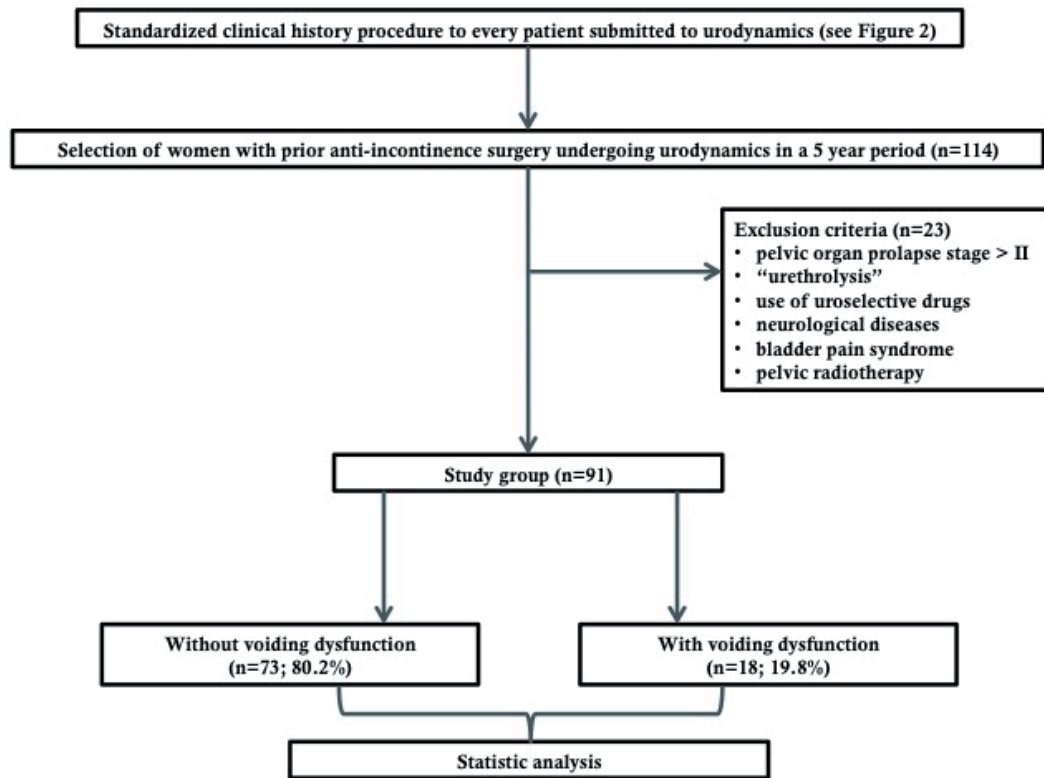 Standardized clinical history procedure to every patient submitted to urodynamics (see Figure 2)
Selection of women with prior anti-incontinence surgery undergoing urodynamics in a 5 year period (n=114)
Exclusion criteria (n=23)
• pelvic organ prolapse stage > II
• “urethrolysis”
• use of uroselective drugs
• neurological diseases
• bladder pain syndrome
• pelvic radiotherapy
Study group (n=91)
Without voiding dysfunction
(n=73; 80.2%)
With voiding dysfunction
(n=18; 19.8%)
Statistic analysis